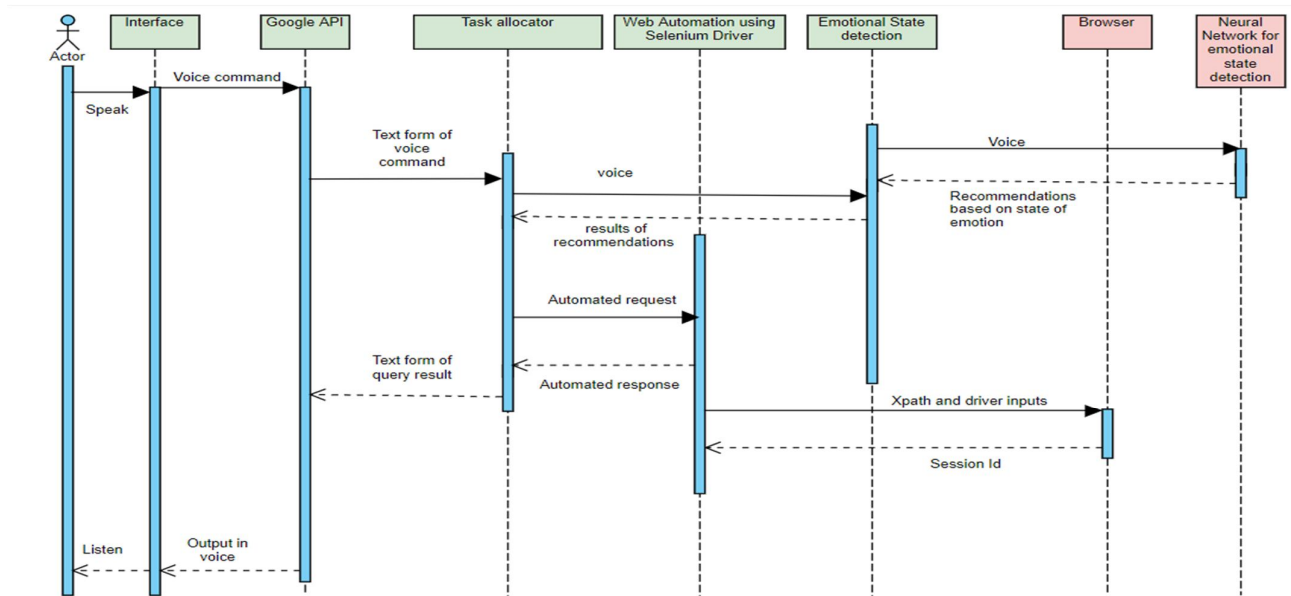 Actor
Interface
Google API
Task allocator
Web Automation using
Selenium Driver
Emotional State
detection
Browser
Neural
Network for
emotional
state
detection
Voice command
Speak
Text form of
voice
command
Voice
voice
Recommendations
based on state of
emotion
results of
recommendations
Automated request
Text form of
query result
Automated response
Xpath and driver inputs
Session Id
Listen
Output in
voice